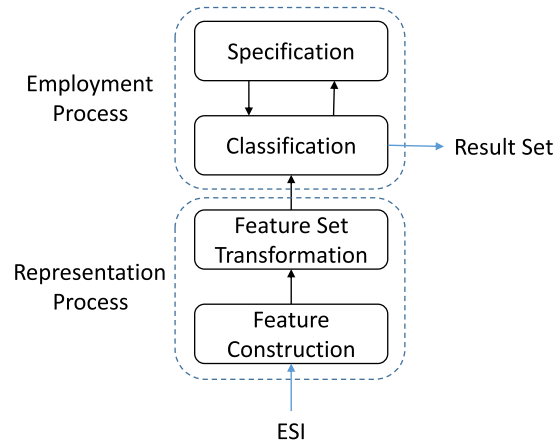 Specification
Employment
Process
Classification
Result Set
Feature Set
Transformation
Representation
Process
Feature
Construction
ESI